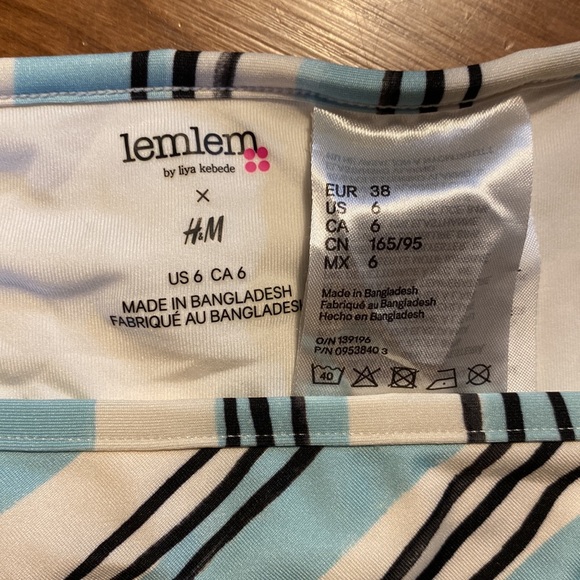 lemlem
by liya kebede
×
H&M
US 6 CA 6
MADE IN BANGLADESH
FABRIQUÉ AU BANGLADESH
EUR 38
US 6
CA 6
CN 165/95
MX 6
Made in Bangladesh
Fabriqué au Bangladesh
Hecho en Bangladesh
O/N 139196
P/N 0953840 3
40